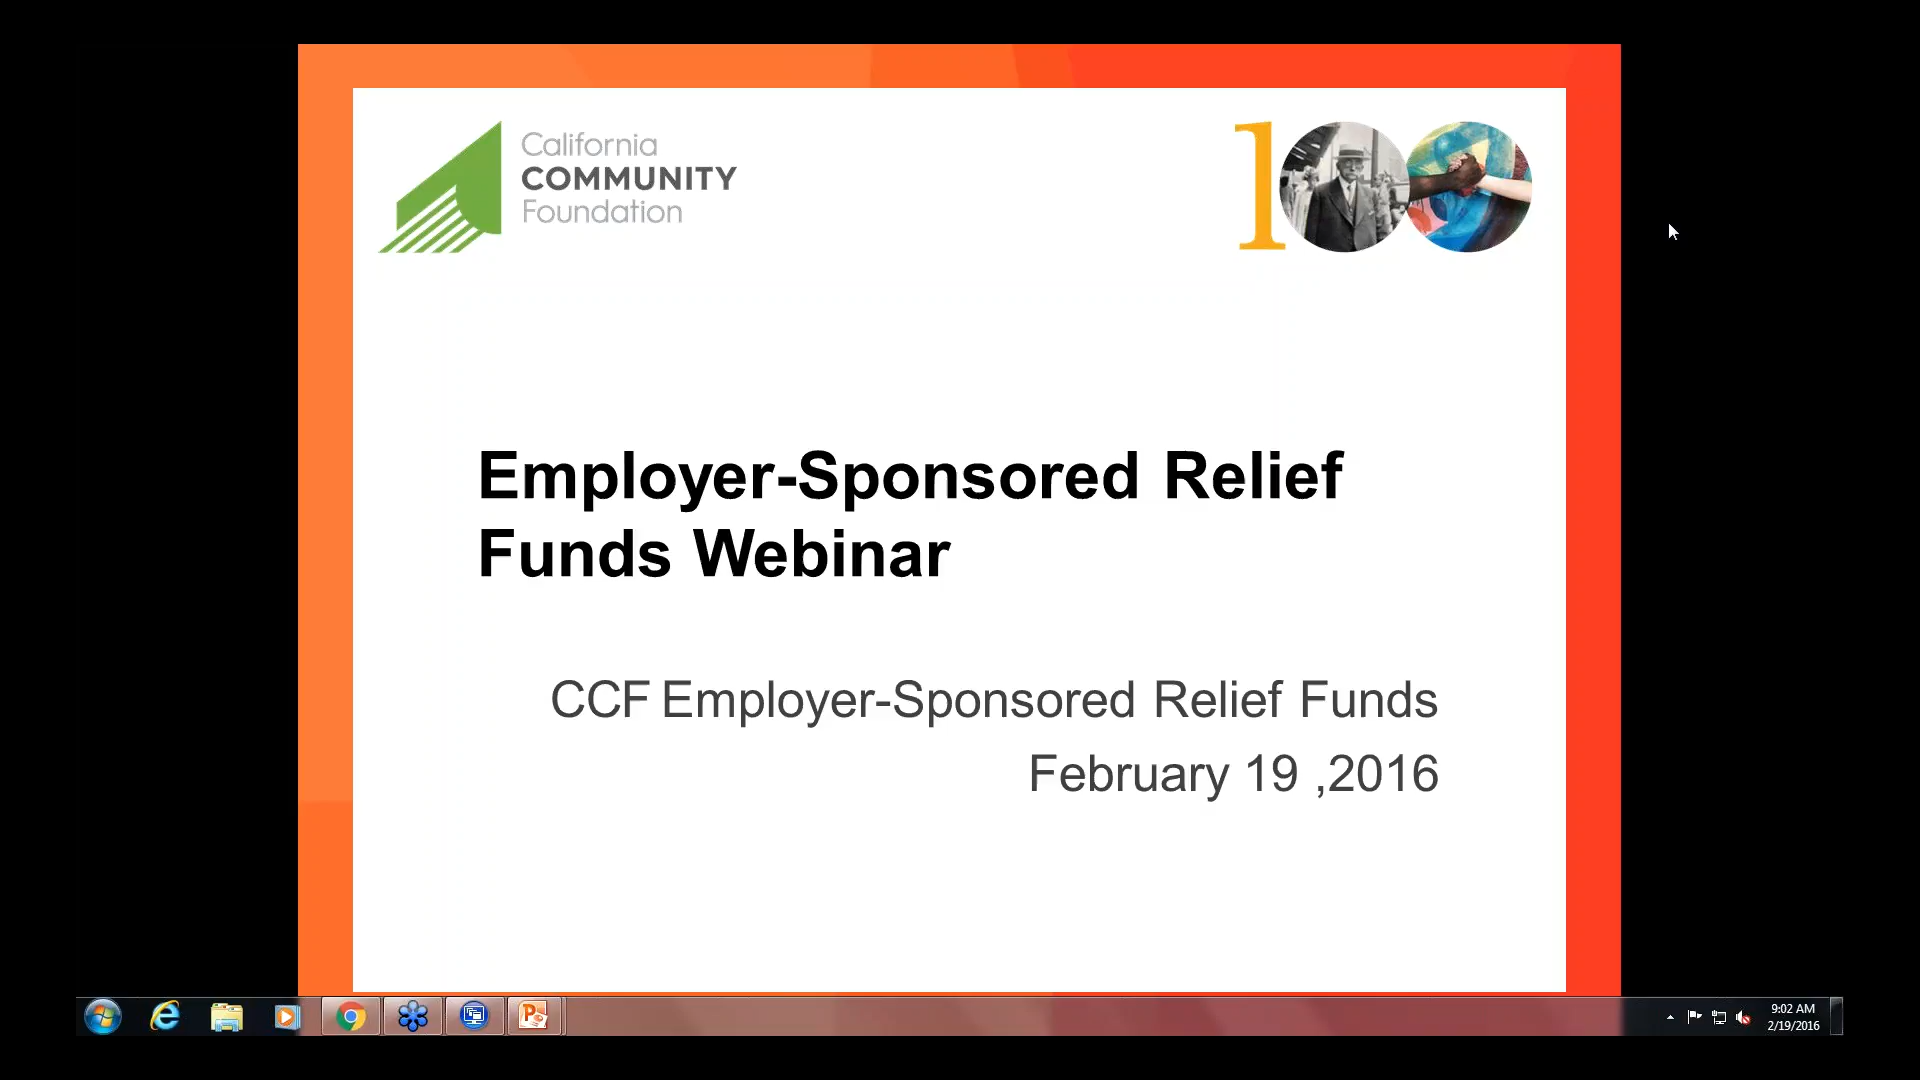 California
COMMUNITY
Foundation
100
Employer-Sponsored Relief
Funds Webinar
CCF Employer-Sponsored Relief Funds
February 19 ,2016
9:02 AM
2/19/2016